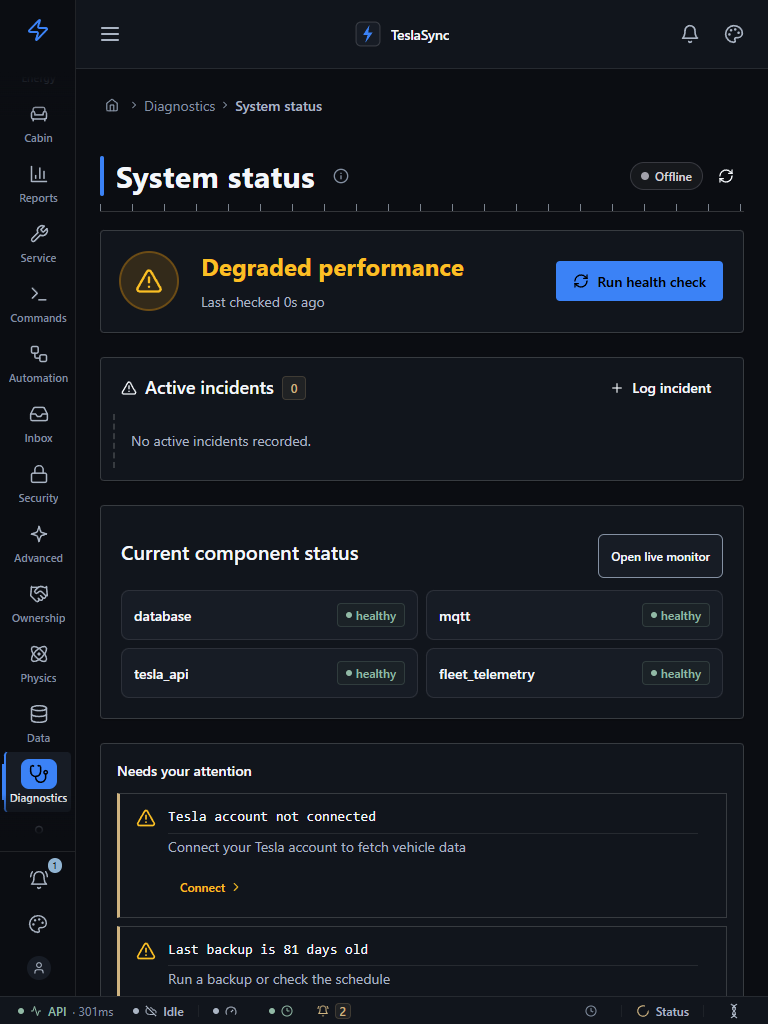 TeslaSync
Energy
Cabin
Reports
Service
Commands
Automation
Inbox
Security
Advanced
Ownership
Physics
Data
Diagnostics
1
Diagnostics
System status
System status
Offline
Degraded performance
Last checked 0s ago
Run health check
Active incidents 0
Log incident
No active incidents recorded.
Current component status
Open live monitor
database healthy
mqtt healthy
tesla_api healthy
fleet_telemetry healthy
Needs your attention
Tesla account not connected
Connect your Tesla account to fetch vehicle data
Connect
Last backup is 81 days old
Run a backup or check the schedule
API · 301ms
Idle
2
Status